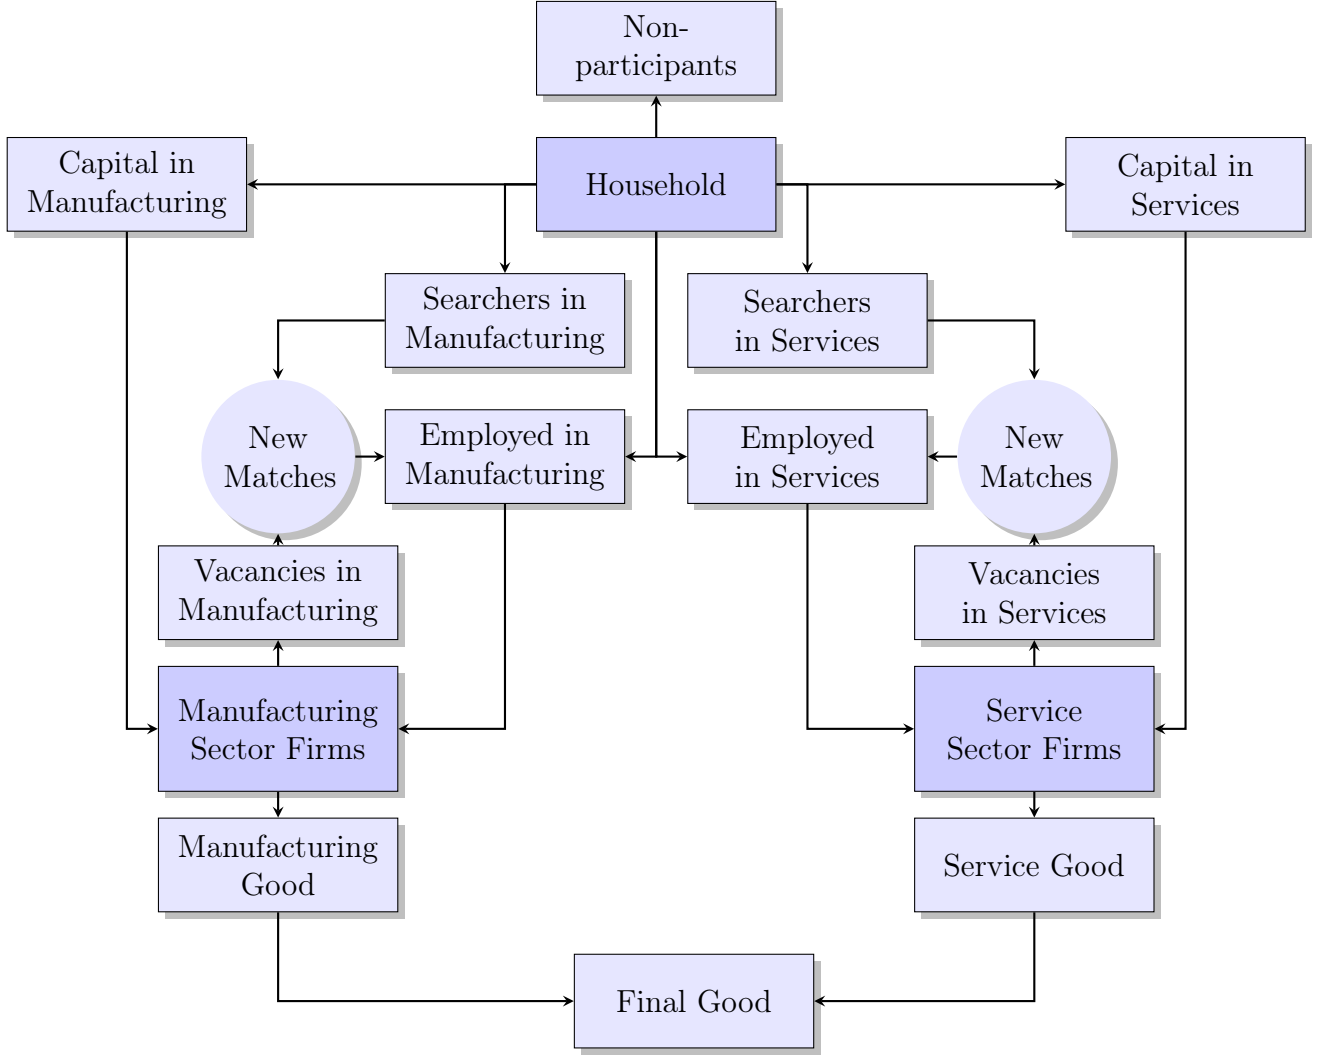 Non-
participants
Capital in
Manufacturing
Household
Capital in
Services
Searchers in
Manufacturing
Searchers
in Services
New
Matches
Employed in
Manufacturing
Employed
in Services
New
Matches
Vacancies in
Manufacturing
Vacancies
in Services
Manufacturing
Sector Firms
Service
Sector Firms
Manufacturing
Good
Service Good
Final Good